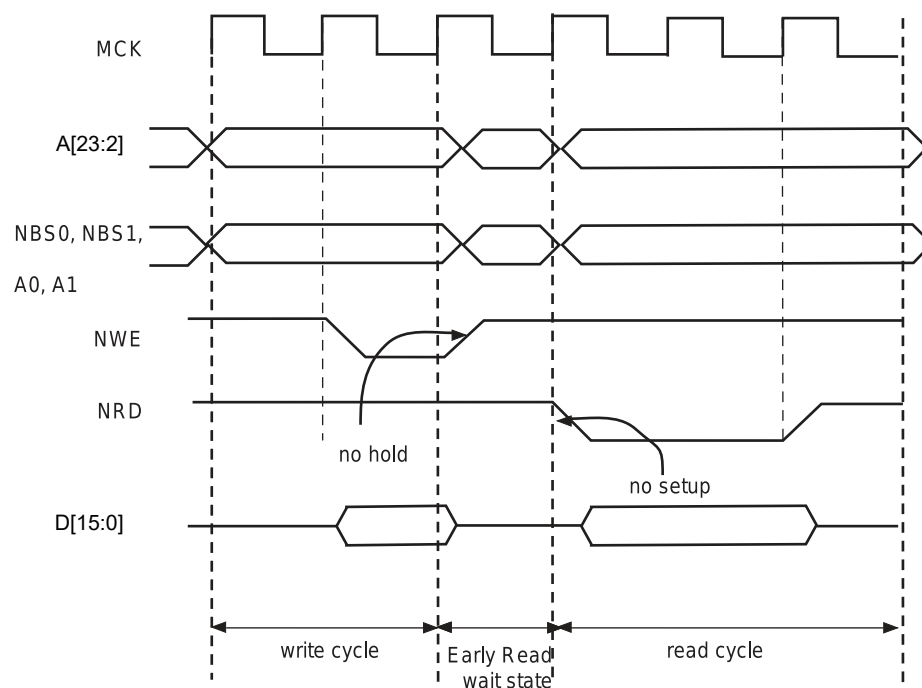 MCK
A[23:2]
NBS0, NBS1,
A0, A1
NWE
NRD
no hold
no setup
D[15:0]
write cycle
Early Read
wait state
read cycle